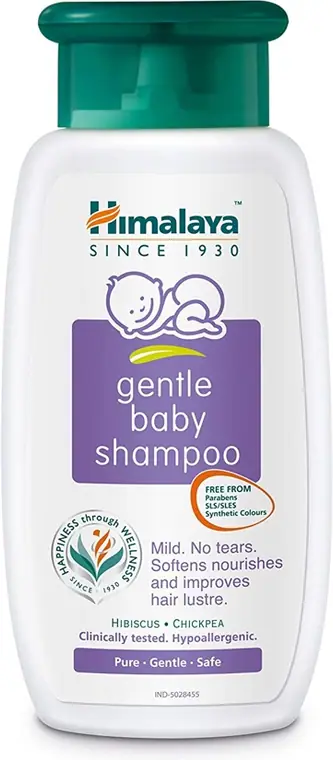 Himalaya™
SINCE 1930
gentle
baby
shampoo
FREE FROM
Parabens
SLS/SLES
Synthetic Colours
HAPPINESS through WELLNESS
SINCE • 1930
Mild. No tears.
Softens nourishes
and improves
hair lustre.
HIBISCUS • CHICKPEA
Clinically tested. Hypoallergenic.
Pure • Gentle • Safe
IND-5028455